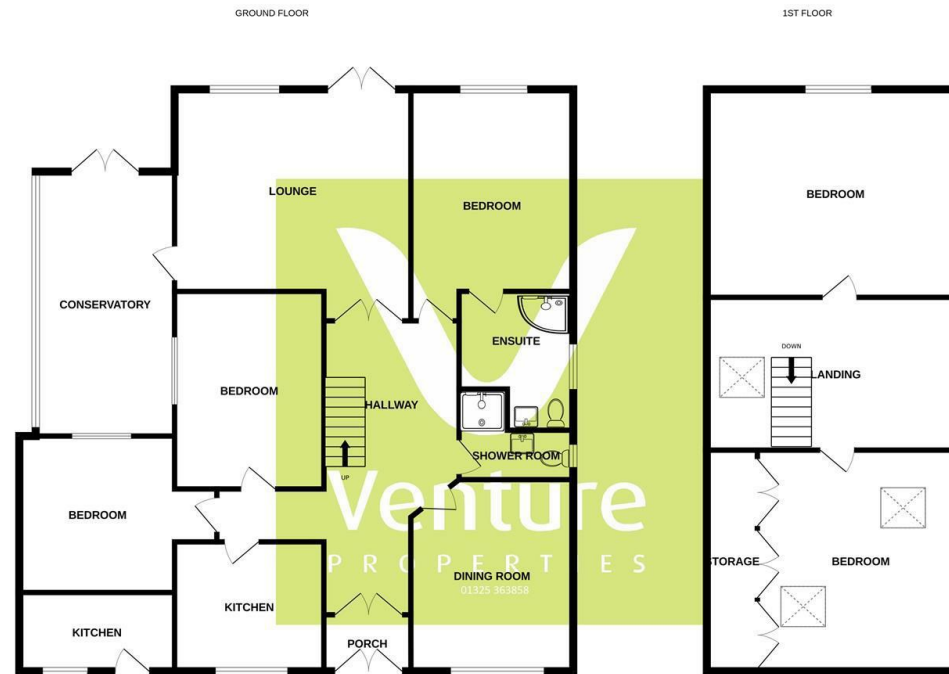 GROUND FLOOR
1ST FLOOR
LOUNGE
BEDROOM
BEDROOM
CONSERVATORY
ENSUITE
BEDROOM
HALLWAY
DOWN
LANDING
SHOWER ROOM
UP
BEDROOM
Venture
PROPERTIES
01325 363858
DINING ROOM
STORAGE
BEDROOM
KITCHEN
KITCHEN
PORCH